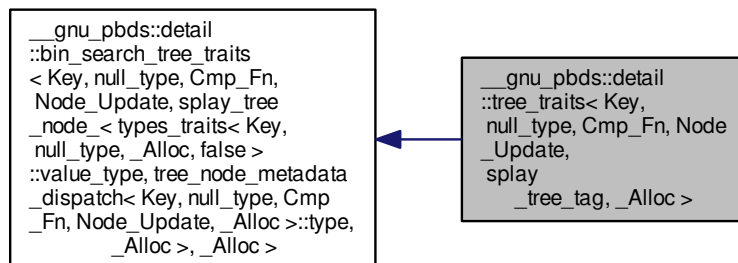 __gnu_pbds::detail
::bin_search_tree_traits
< Key, null_type, Cmp_Fn,
Node_Update, splay_tree
_node_< types_traits< Key,
null_type, _Alloc, false >
::value_type, tree_node_metadata
_dispatch< Key, null_type, Cmp
_Fn, Node_Update, _Alloc >::type,
_Alloc >, _Alloc >
__gnu_pbds::detail
::tree_traits< Key,
null_type, Cmp_Fn, Node
_Update,
splay
_tree_tag, _Alloc >